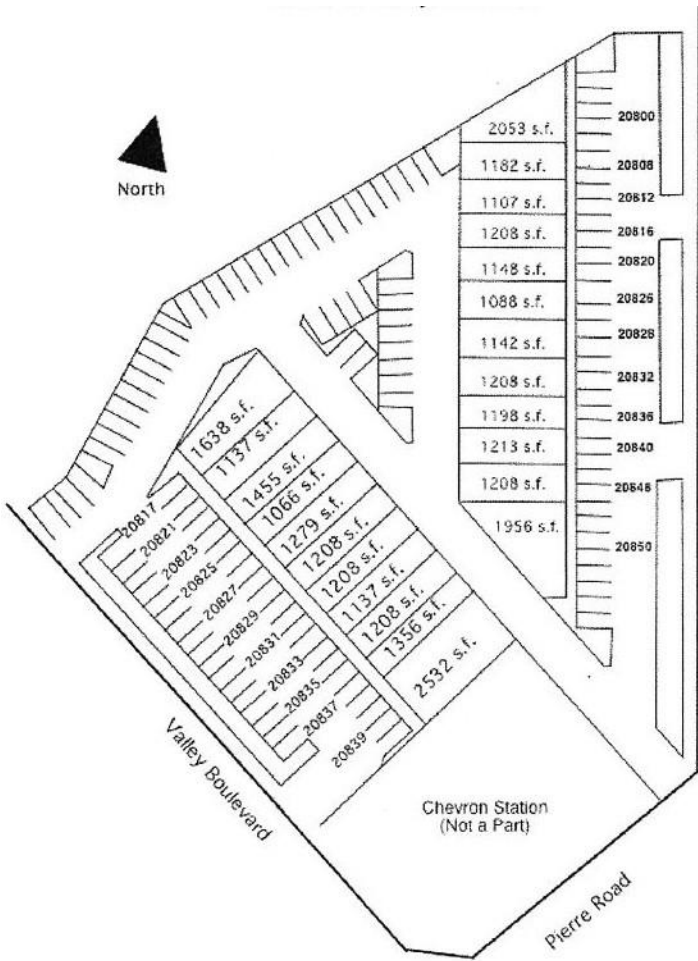 North
2053 s.f.
1182 s.f.
1107 s.f.
1208 s.f.
1148 s.f.
1088 s.f.
1142 s.f.
1208 s.f.
1198 s.f.
1213 s.f.
1208 s.f.
1956 s.f.
20800
20808
20812
20816
20820
20826
20828
20832
20836
20840
20848
20850
1638 s.f.
1137 s.f.
1455 s.f.
1066 s.f.
1279 s.f.
1208 s.f.
1208 s.f.
1137 s.f.
1208 s.f.
1356 s.f.
2532 s.f.
20817
20821
20823
20825
20827
20829
20831
20833
20835
20837
20839
Valley Boulevard
Chevron Station
(Not a Part)
Pierre Road